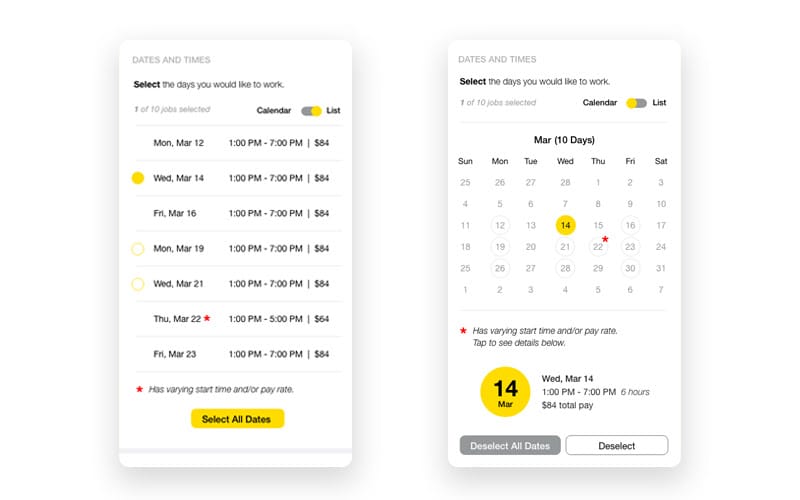 DATES AND TIMES
Select the days you would like to work.
1 of 10 jobs selected
Calendar List
Mon, Mar 12 1:00 PM - 7:00 PM | $84
Wed, Mar 14 1:00 PM - 7:00 PM | $84
Fri, Mar 16 1:00 PM - 7:00 PM | $84
Mon, Mar 19 1:00 PM - 7:00 PM | $84
Wed, Mar 21 1:00 PM - 7:00 PM | $84
Thu, Mar 22 * 1:00 PM - 5:00 PM | $64
Fri, Mar 23 1:00 PM - 7:00 PM | $84
* Has varying start time and/or pay rate.
Select All Dates
DATES AND TIMES
Select the days you would like to work.
1 of 10 jobs selected
Calendar List
Mar (10 Days)
Sun Mon Tue Wed Thu Fri Sat
25 26 27 28 1 2 3
4 5 6 7 8 9 10
11 12 13 14 15 16 17
18 19 20 21 22 * 23 24
25 26 27 28 29 30 31
1 2 3 4 5 6 7
* Has varying start time and/or pay rate.
Tap to see details below.
14
Mar
Wed, Mar 14
1:00 PM - 7:00 PM 6 hours
$84 total pay
Deselect All Dates
Deselect